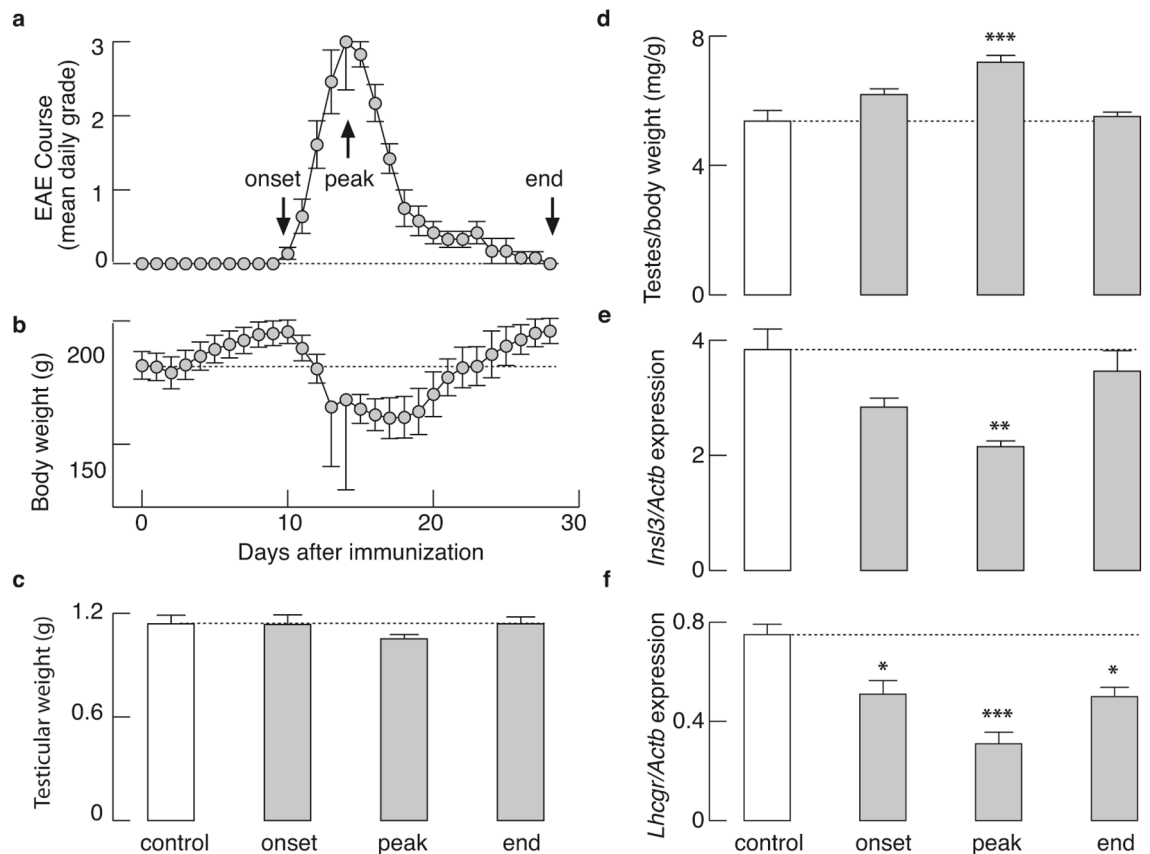 a
EAE Course
(mean daily grade)
3
2
1
0
onset
peak
end
b
Body weight (g)
200
150
0
10
20
30
Days after immunization
c
Testicular weight (g)
1.2
0.6
0
control
onset
peak
end
d
Testes/body weight (mg/g)
8
4
0
***
e
Insl3/Actb expression
4
2
0
**
f
Lhcgr/Actb expression
0.8
0.4
0
*
***
*
control
onset
peak
end